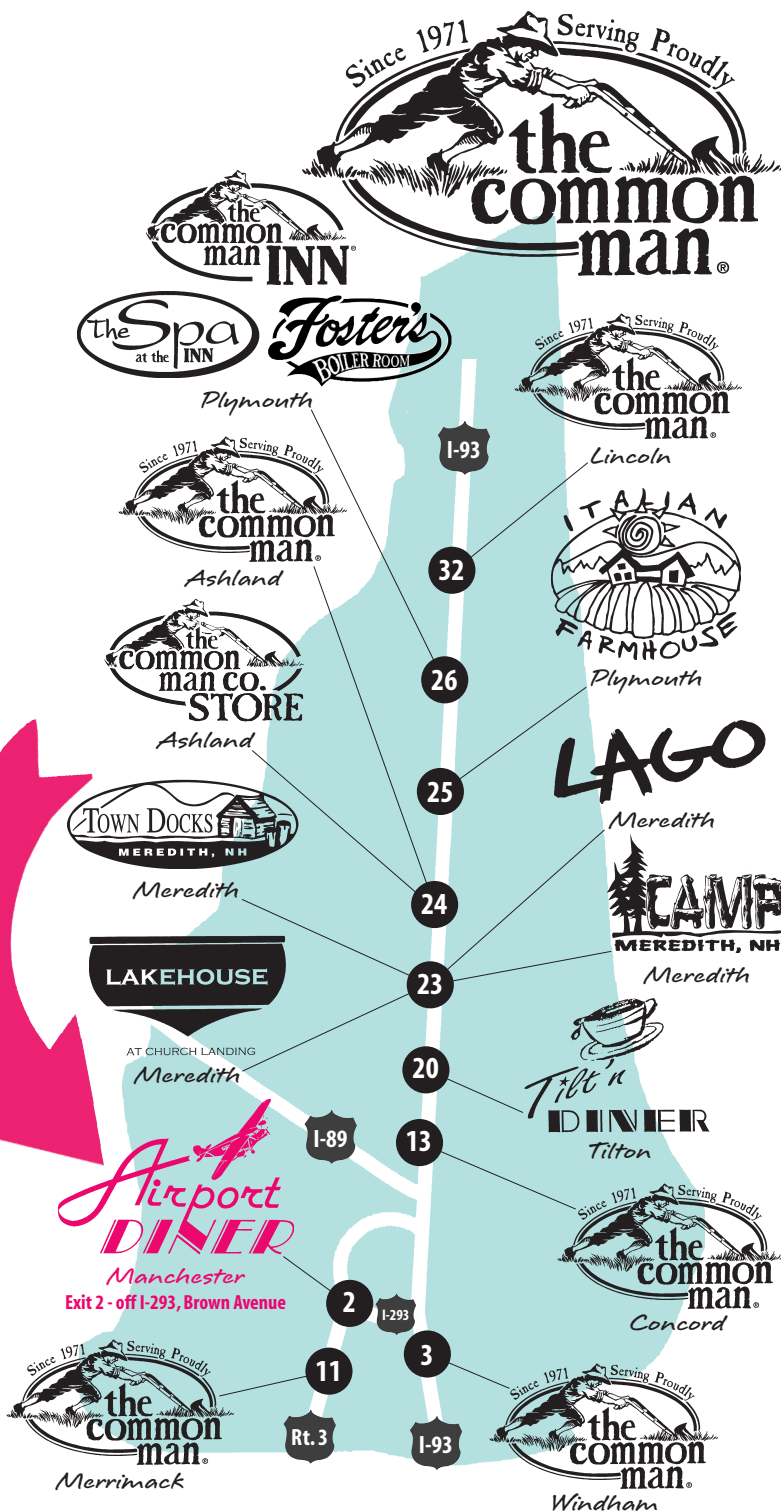 Since 1971 Serving Proudly
the
common
man®
the
common
man INN®
The Spa
at the INN
Foster's
BOILER ROOM
Plymouth
Since 1971 Serving Proudly
the
common
man®
Lincoln
I-93
Since 1971 Serving Proudly
the
common
man®
Ashland
32
ITALIAN
FARMHOUSE
Plymouth
the
common
man co.
STORE
Ashland
26
25
LAGO
Meredith
TOWN DOCKS
MEREDITH, NH
Meredith
24
CAMP
MEREDITH, NH
Meredith
LAKEHOUSE
AT CHURCH LANDING
Meredith
23
20
Tilt'n
DINER
Tilton
I-89
13
Airport
DINER
Manchester
Exit 2 - off I-293, Brown Avenue
Since 1971 Serving Proudly
the
common
man®
Concord
2
I-293
3
11
Since 1971 Serving Proudly
the
common
man®
Merrimack
Rt. 3
I-93
Since 1971 Serving Proudly
the
common
man®
Windham